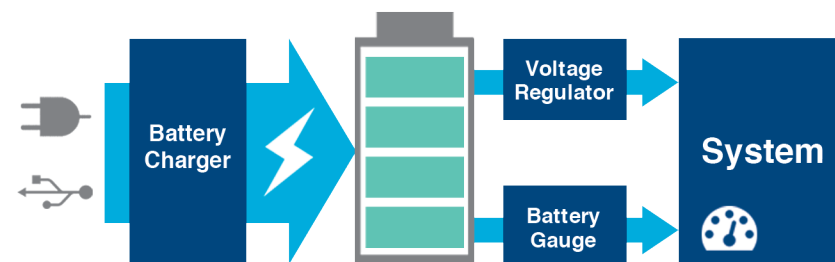 Battery
Charger
Voltage
Regulator
Battery
Gauge
System